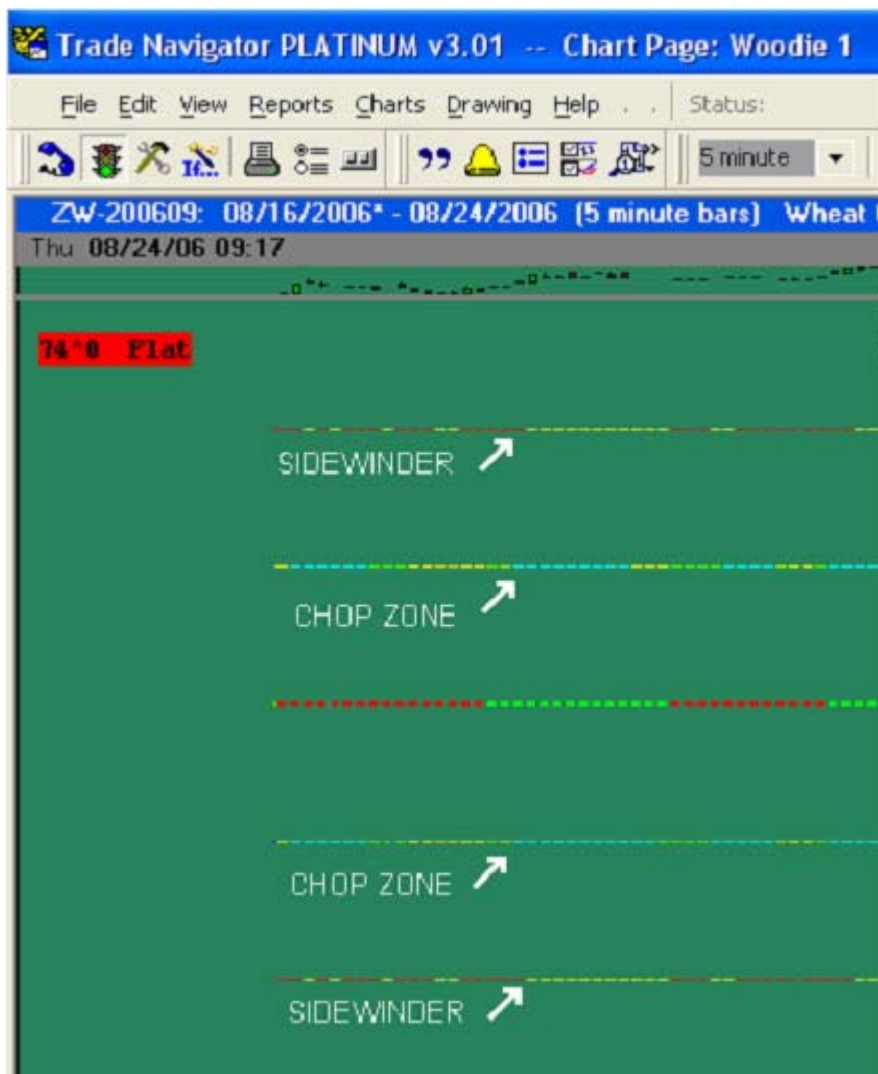 Trade Navigator PLATINUM v3.01 -- Chart Page: Woodie 1
File Edit View Reports Charts Drawing Help . . Status:
If... 5 minute
ZW-200609: 08/16/2006* - 08/24/2006 (5 minute bars) Wheat
Thu 08/24/06 09:17
74^0 Flat
SIDEWINDER
CHOP ZONE
CHOP ZONE
SIDEWINDER